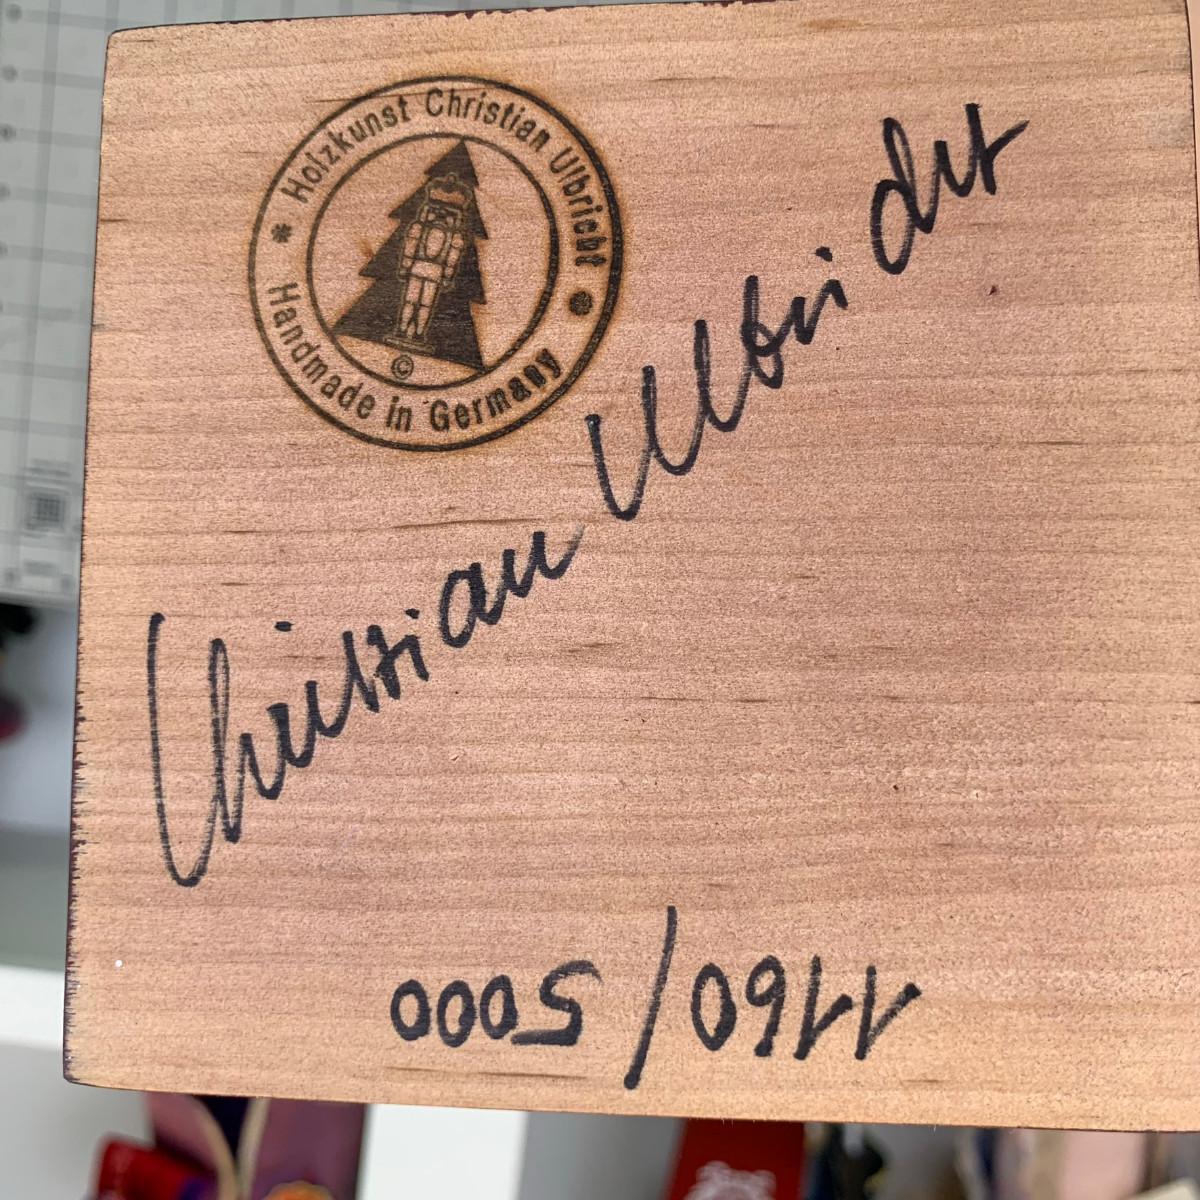 Holzkunst Christian Ulbricht
* Handmade in Germany
©
Christian Ulbricht
1160/5000